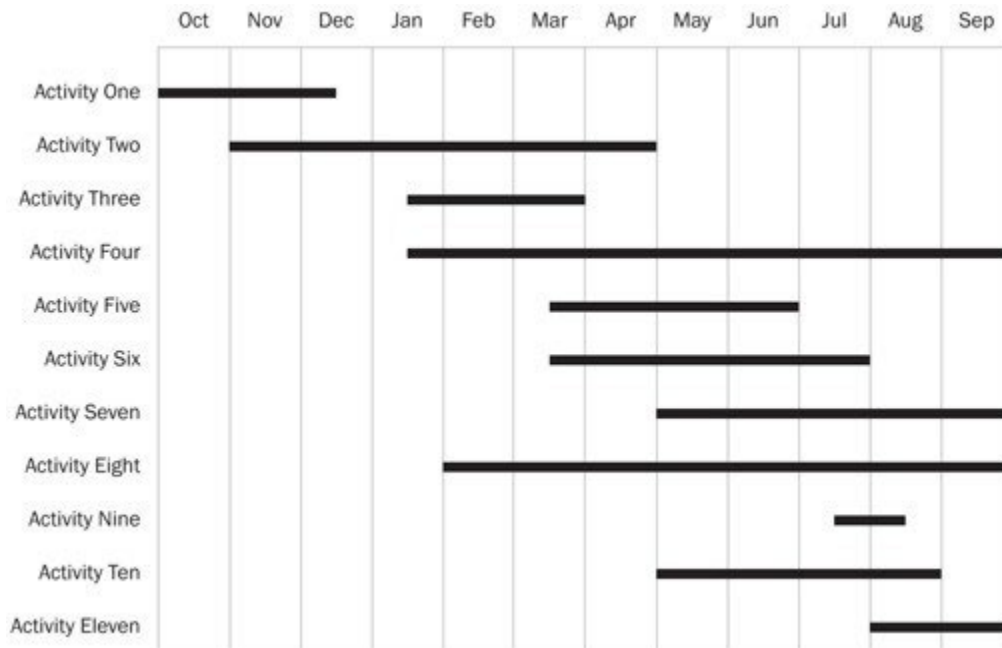 Oct Nov Dec Jan Feb Mar Apr May Jun Jul Aug Sep
Activity One
Activity Two
Activity Three
Activity Four
Activity Five
Activity Six
Activity Seven
Activity Eight
Activity Nine
Activity Ten
Activity Eleven